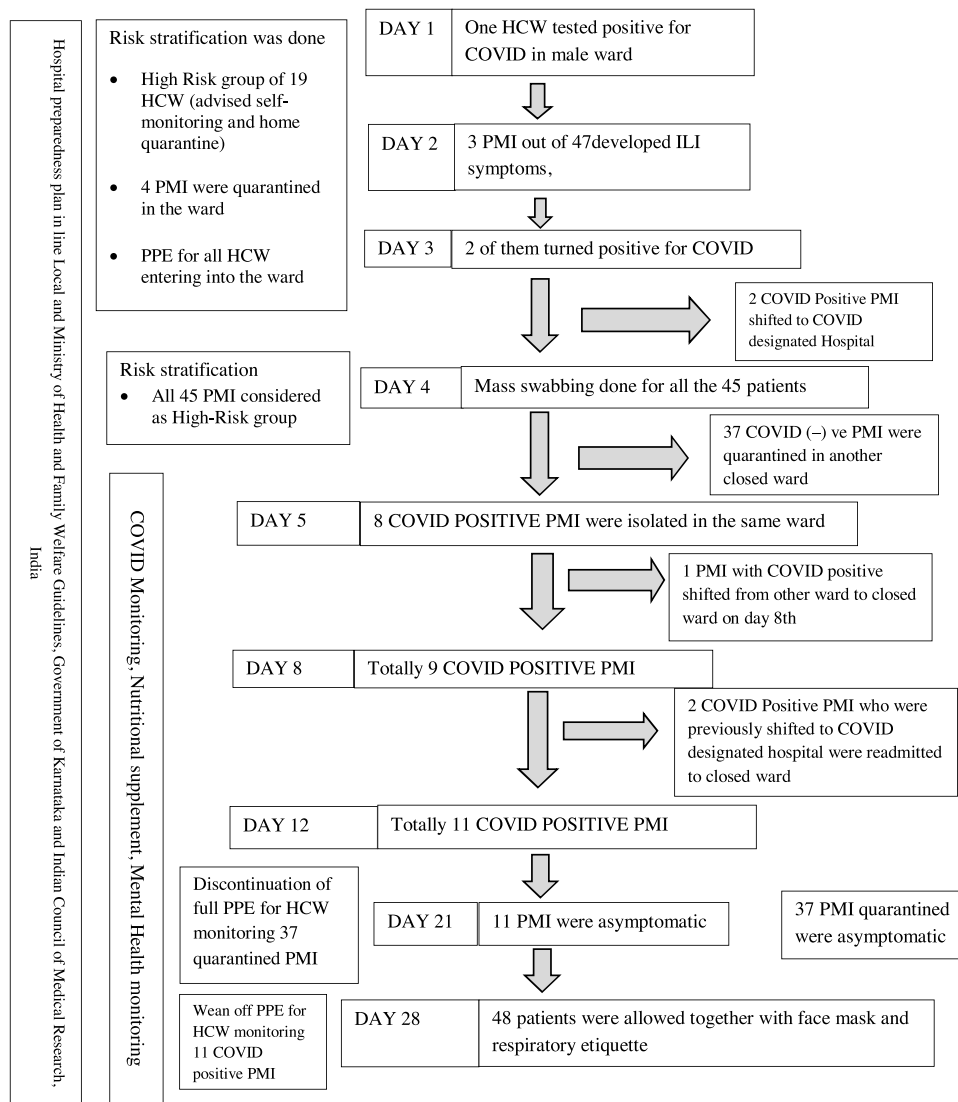 Hospital preparedness plan in line Local and Ministry of Health and Family Welfare Guidelines, Government of Karnataka and Indian Council of Medical Research,
India
Risk stratification was done
• High Risk group of 19
HCW (advised self-
monitoring and home
quarantine)
• 4 PMI were quarantined
in the ward
• PPE for all HCW
entering into the ward
DAY 1
One HCW tested positive for
COVID in male ward
DAY 2
3 PMI out of 47developed ILI
symptoms,
DAY 3
2 of them turned positive for COVID
2 COVID Positive PMI
shifted to COVID
designated Hospital
Risk stratification
• All 45 PMI considered
as High-Risk group
DAY 4
Mass swabbing done for all the 45 patients
37 COVID (–) ve PMI were
quarantined in another
closed ward
COVID Monitoring, Nutritional supplement, Mental Health monitoring
DAY 5
8 COVID POSITIVE PMI were isolated in the same ward
1 PMI with COVID positive
shifted from other ward to closed
ward on day 8th
DAY 8
Totally 9 COVID POSITIVE PMI
2 COVID Positive PMI who were
previously shifted to COVID
designated hospital were readmitted
to closed ward
DAY 12
Totally 11 COVID POSITIVE PMI
Discontinuation of
full PPE for HCW
monitoring 37
quarantined PMI
DAY 21
11 PMI were asymptomatic
37 PMI quarantined
were asymptomatic
Wean off PPE for
HCW monitoring
11 COVID
positive PMI
DAY 28
48 patients were allowed together with face mask and
respiratory etiquette